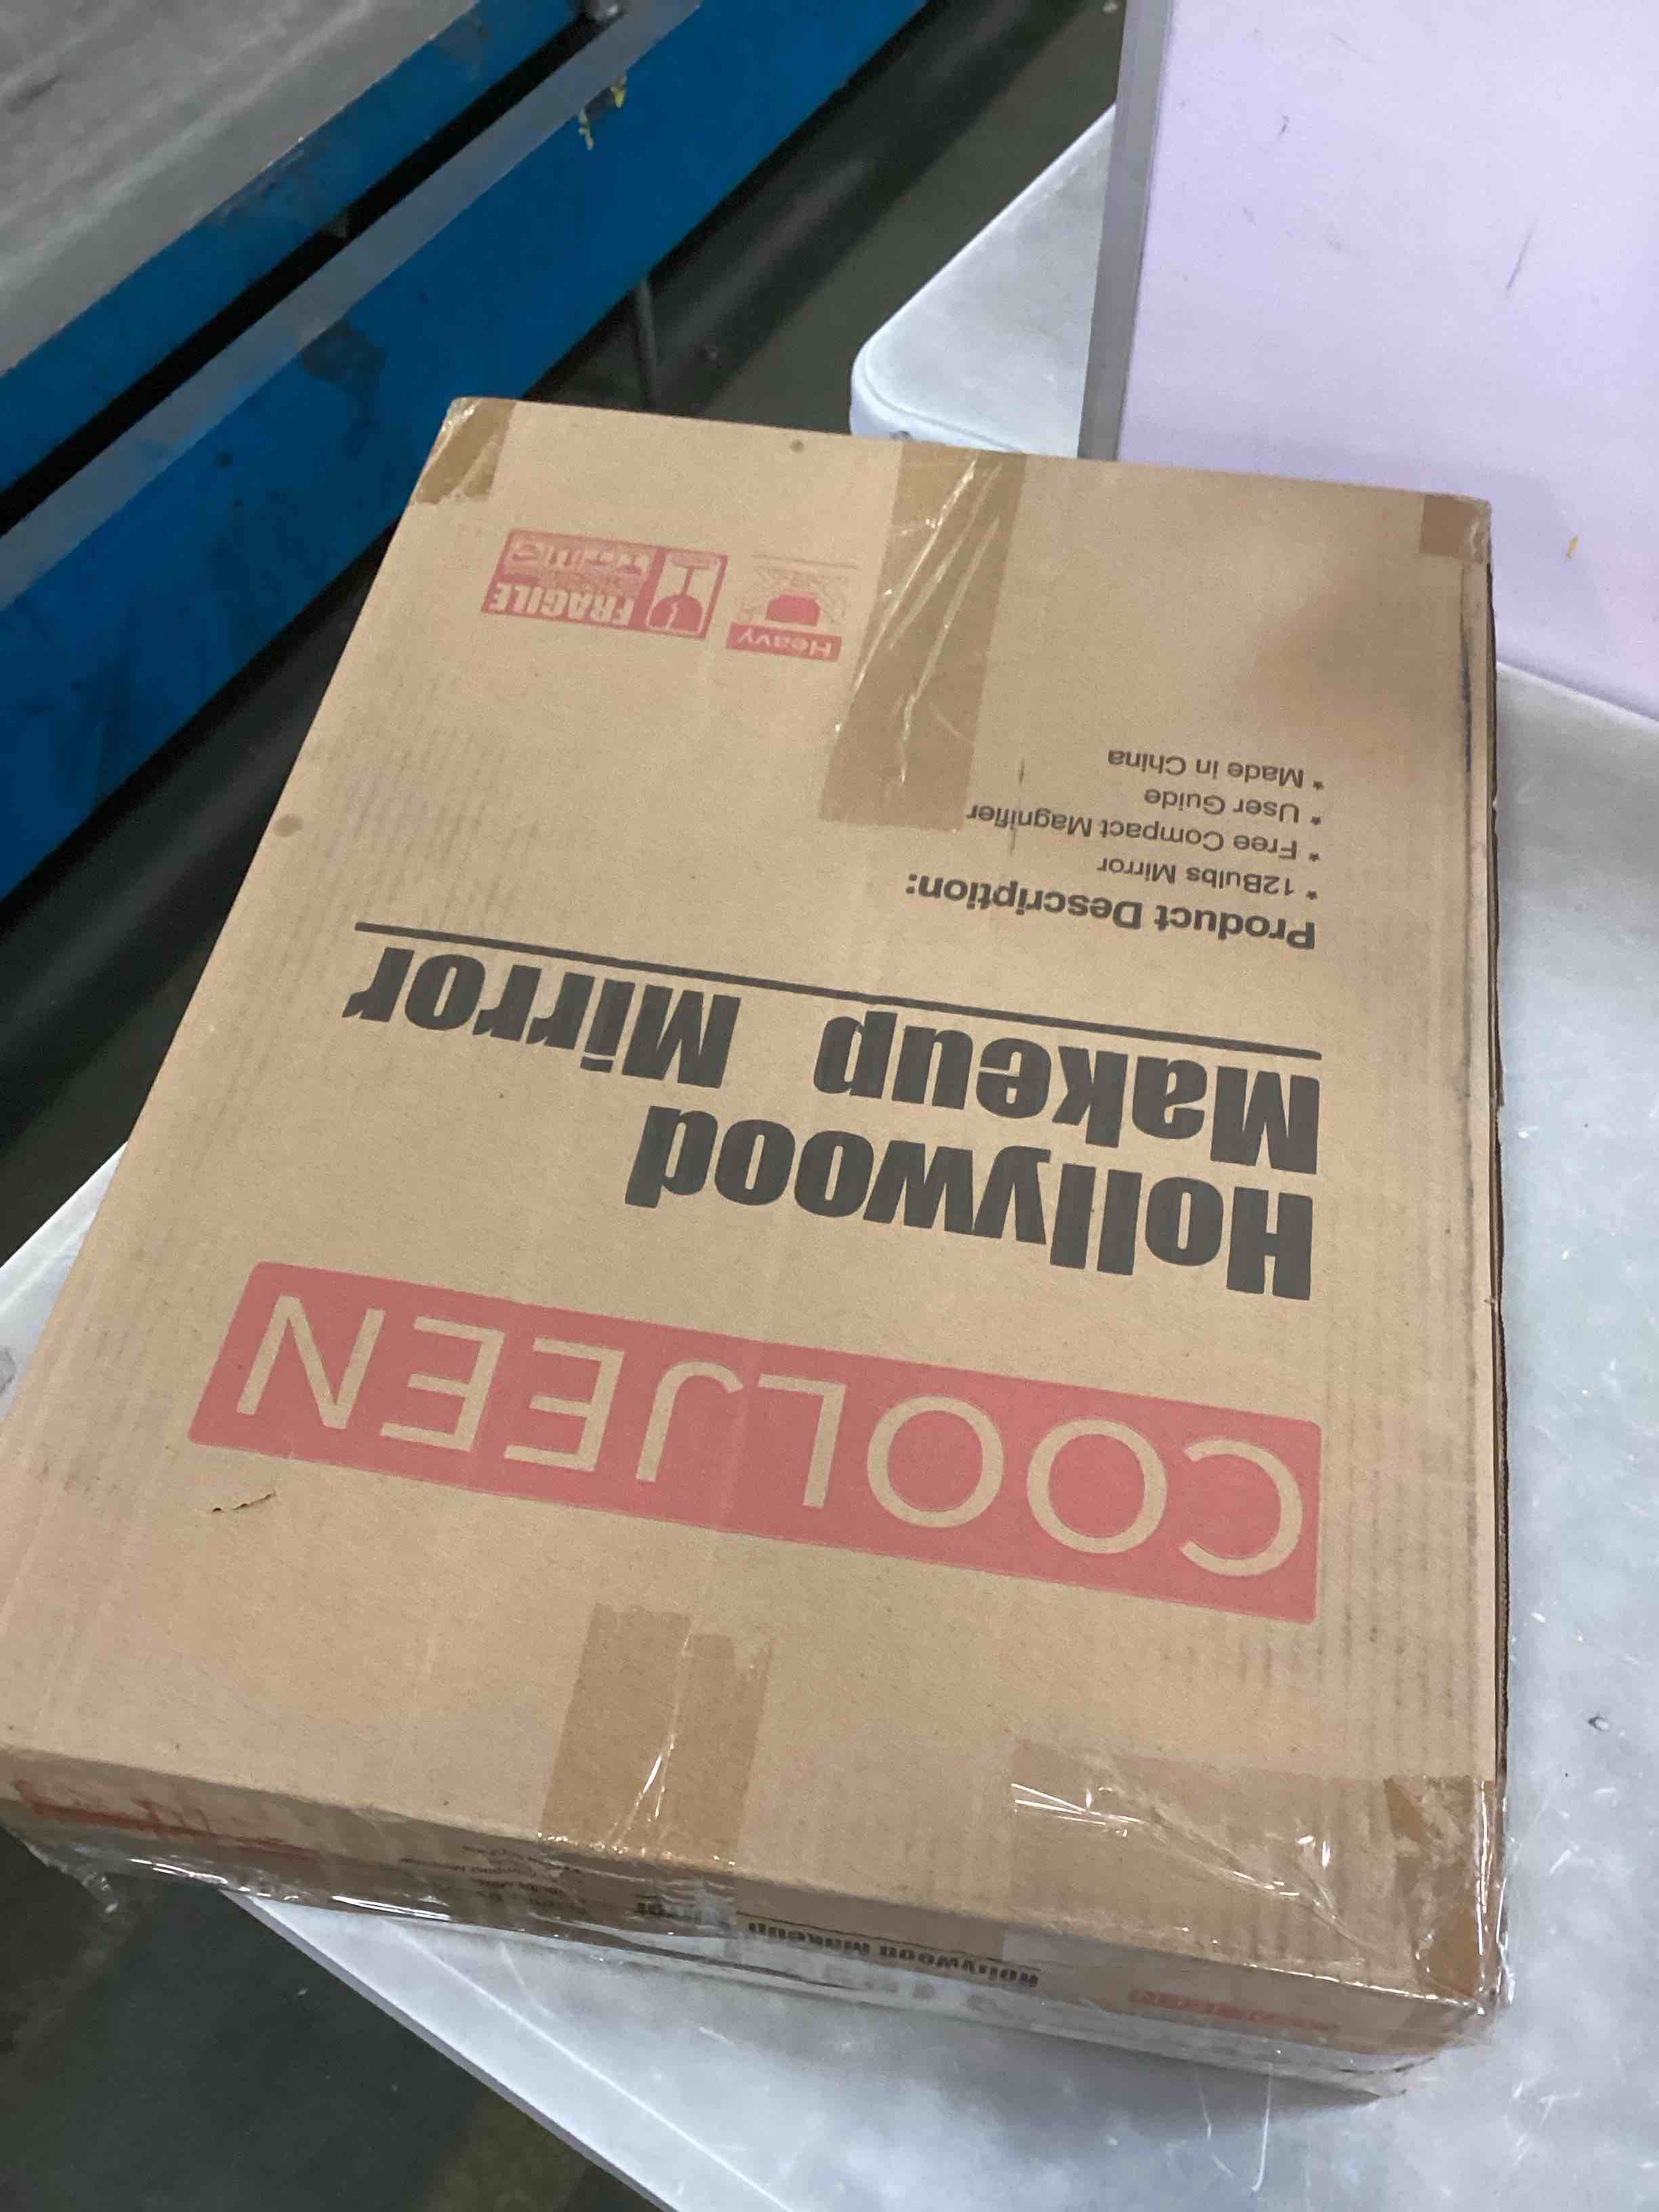 COOLJEEN
Hollywood
Makeup Mirror
Product Description:
* 12Bulbs Mirror
* Free Compact Magnifier
* User Guide
* Made in China
Heavy
FRAGILE
Hollywood Makeup